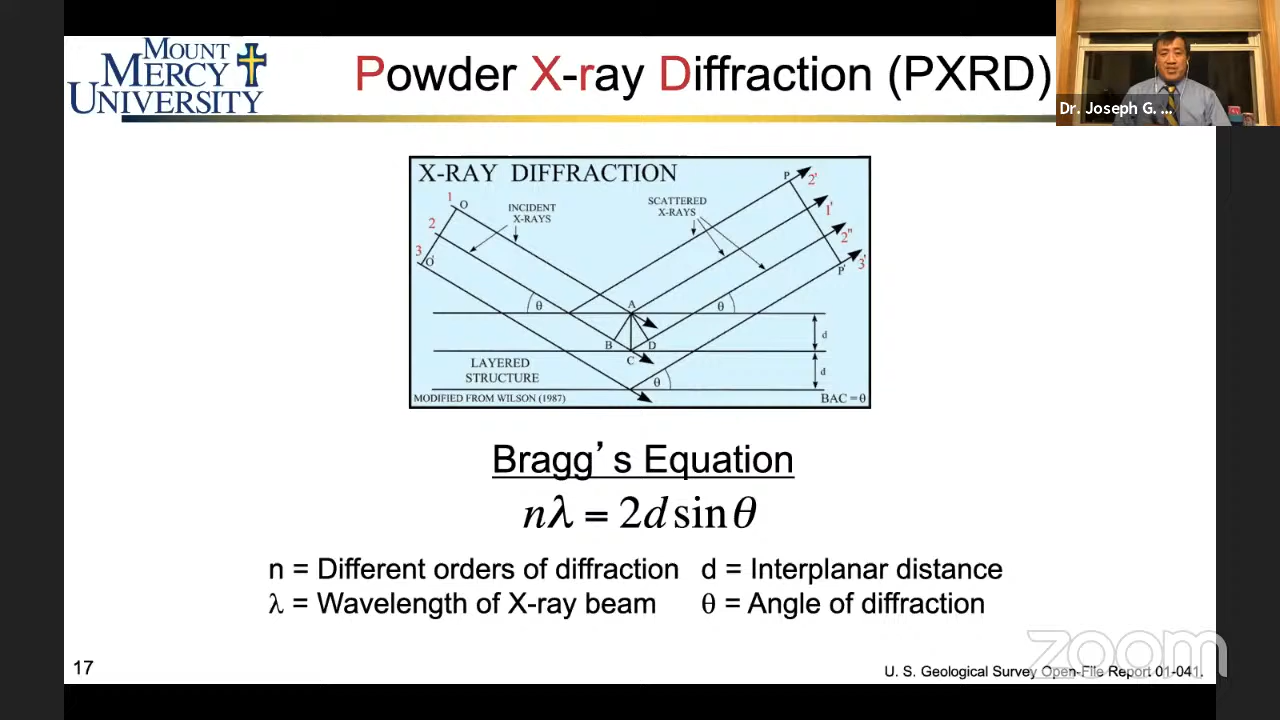 MOUNT
MERCY
UNIVERSITY
Powder X-ray Diffraction (PXRD)
Dr. Joseph G. ...
X-RAY DIFFRACTION
1 O
INCIDENT
X-RAYS
2
3
O'
SCATTERED
X-RAYS
P 2'
1'
2"
P' 3'
θ A θ
B D d
C
LAYERED
STRUCTURE
θ d
MODIFIED FROM WILSON (1987) BAC = θ
Bragg's Equation
nλ = 2d sin θ
n = Different orders of diffraction d = Interplanar distance
λ = Wavelength of X-ray beam θ = Angle of diffraction
zoom
17 U. S. Geological Survey Open-File Report 01-041.